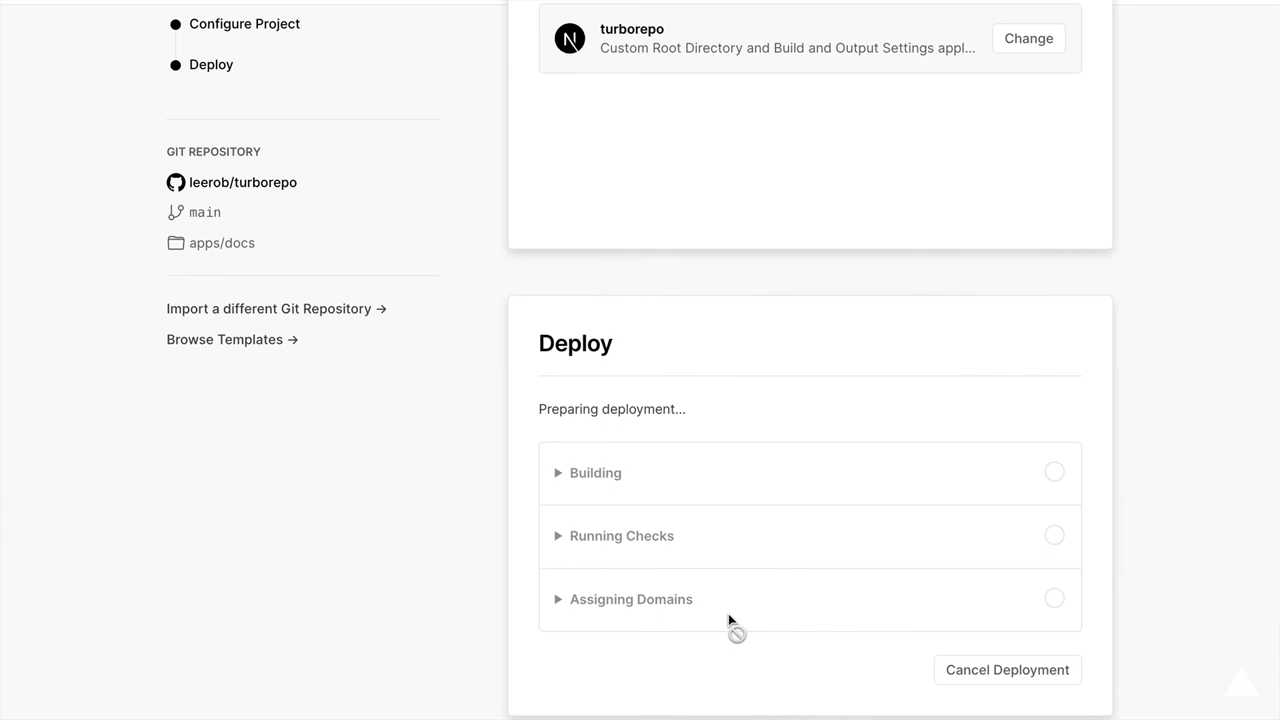 Configure Project
Deploy
GIT REPOSITORY
leerob/turborepo
main
apps/docs
Import a different Git Repository →
Browse Templates →
N
turborepo
Custom Root Directory and Build and Output Settings appl...
Change
Deploy
Preparing deployment...
Building
Running Checks
Assigning Domains
Cancel Deployment